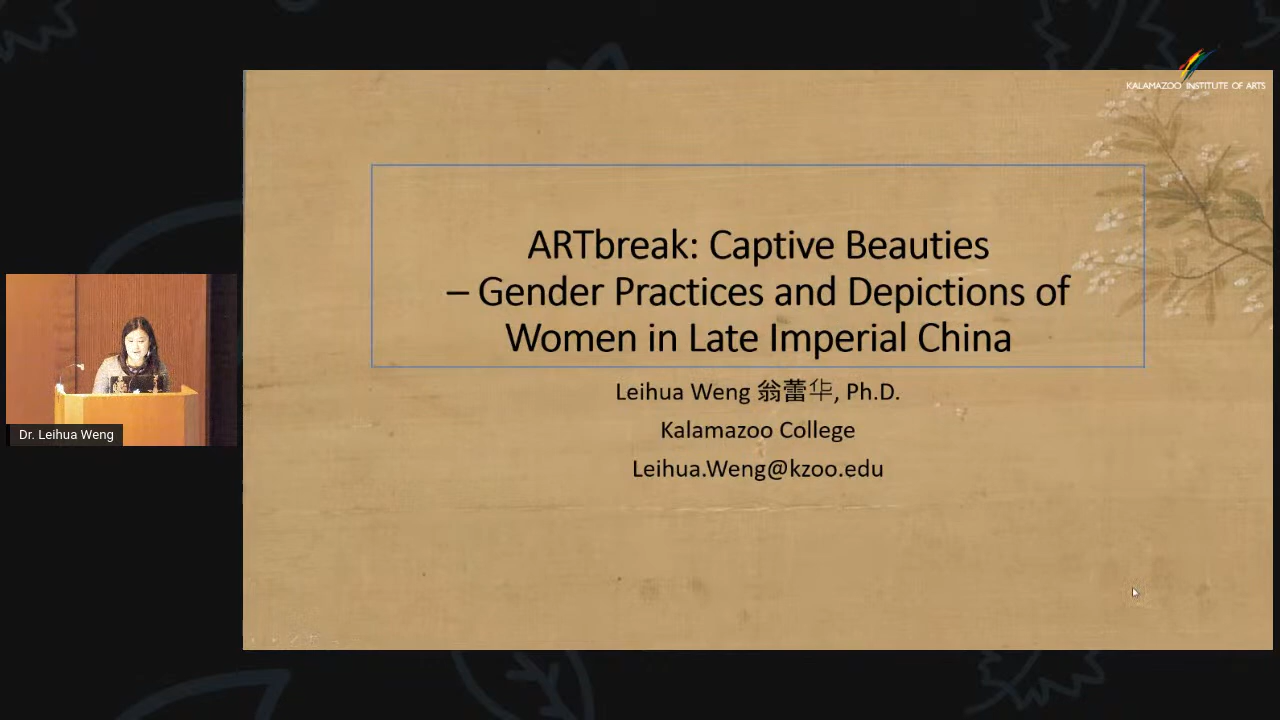 KALAMAZOO INSTITUTE OF ARTS
ARTbreak: Captive Beauties
– Gender Practices and Depictions of
Women in Late Imperial China
Leihua Weng 翁蕾华, Ph.D.
Kalamazoo College
Leihua.Weng@kzoo.edu
Dr. Leihua Weng